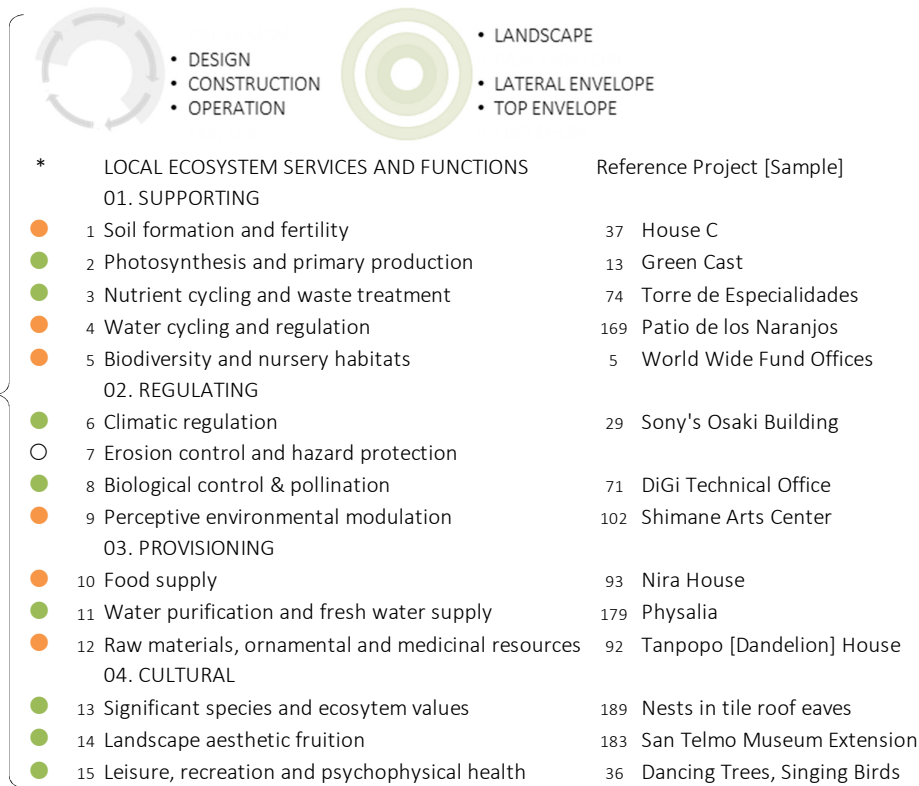 • DESIGN
• CONSTRUCTION
• OPERATION
• LANDSCAPE
• LATERAL ENVELOPE
• TOP ENVELOPE
* LOCAL ECOSYSTEM SERVICES AND FUNCTIONS Reference Project [Sample]
01. SUPPORTING
1 Soil formation and fertility 37 House C
2 Photosynthesis and primary production 13 Green Cast
3 Nutrient cycling and waste treatment 74 Torre de Especialidades
4 Water cycling and regulation 169 Patio de los Naranjos
5 Biodiversity and nursery habitats 5 World Wide Fund Offices
02. REGULATING
6 Climatic regulation 29 Sony's Osaki Building
7 Erosion control and hazard protection
8 Biological control & pollination 71 DiGi Technical Office
9 Perceptive environmental modulation 102 Shimane Arts Center
03. PROVISIONING
10 Food supply 93 Nira House
11 Water purification and fresh water supply 179 Physalia
12 Raw materials, ornamental and medicinal resources 92 Tanpopo [Dandelion] House
04. CULTURAL
13 Significant species and ecosytem values 189 Nests in tile roof eaves
14 Landscape aesthetic fruition 183 San Telmo Museum Extension
15 Leisure, recreation and psychophysical health 36 Dancing Trees, Singing Birds